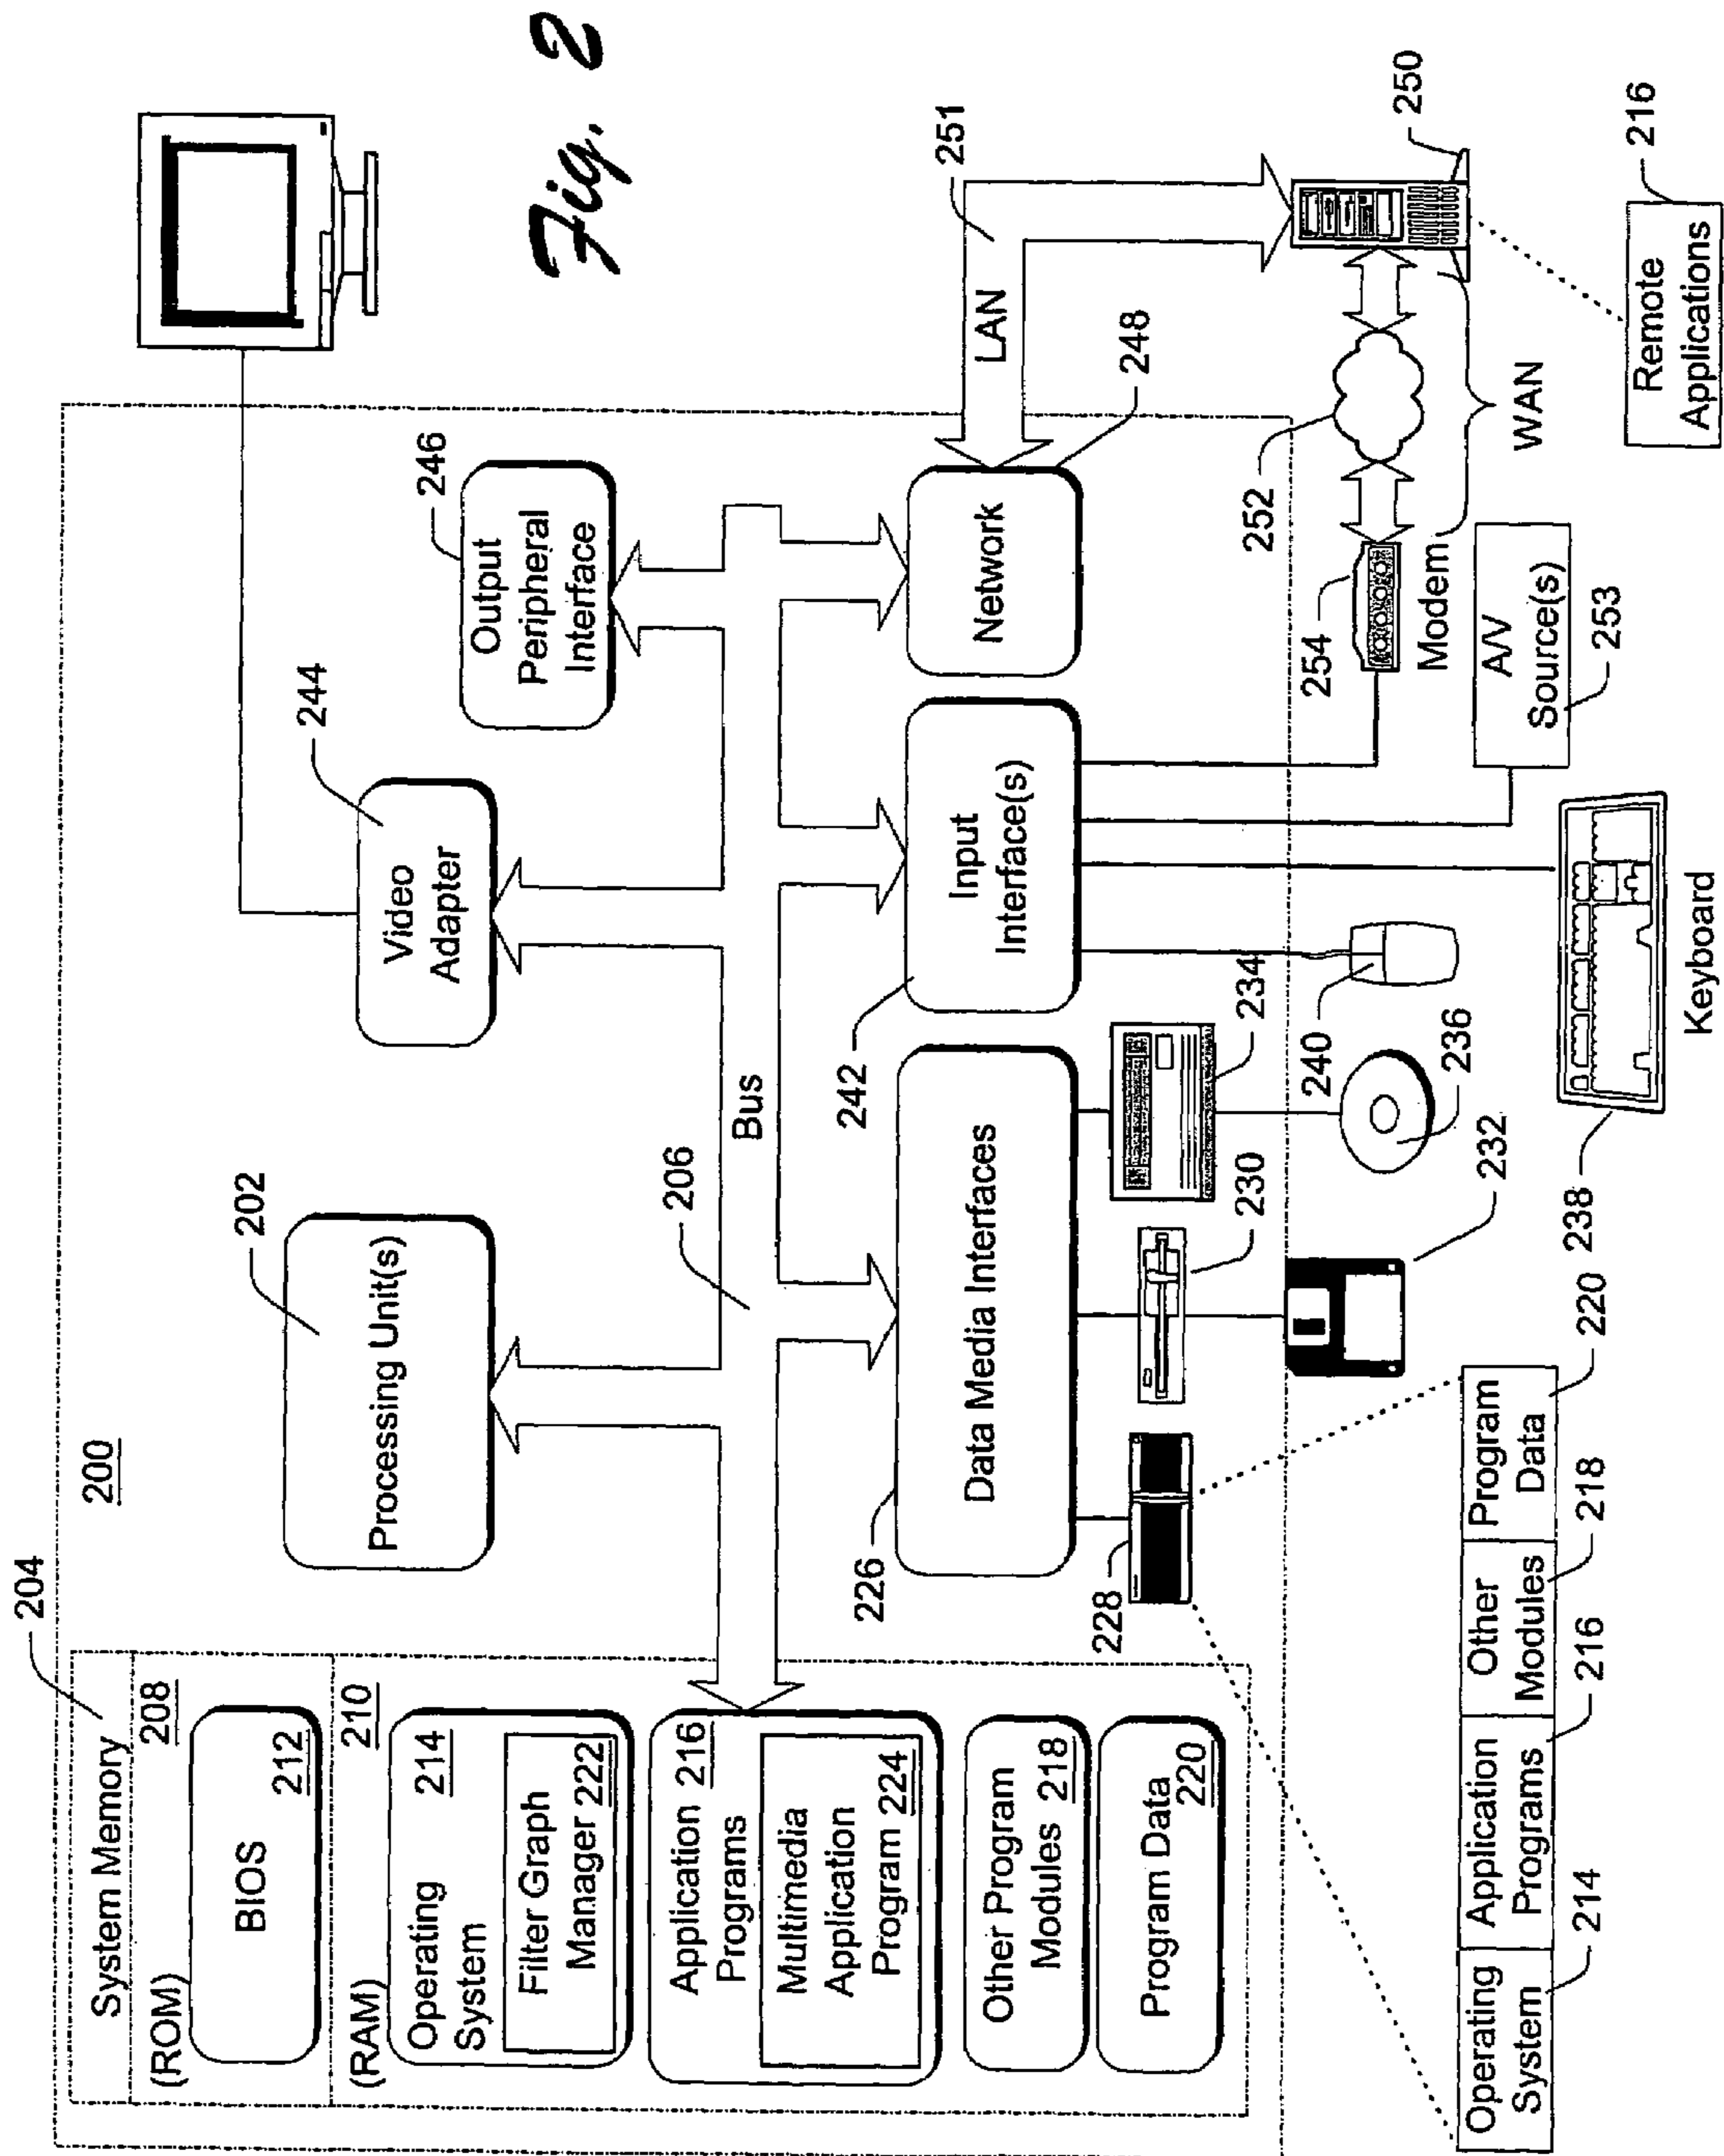 200
204
System Memory
(ROM) 208
BIOS
212
(RAM) 210
Operating
System 214
Filter Graph
Manager 222
Application 216
Programs
Multimedia
Application
Program 224
Other Program
Modules 218
Program Data
220
202
Processing Unit(s)
206
Bus
244
Video
Adapter
246
Output
Peripheral
Interface
226
Data Media Interfaces
242
Input
Interface(s)
Network
248
LAN
251
228
230
234
232
236
240
238
Keyboard
A/V
Source(s)
253
254
Modem
252
WAN
250
Remote
Applications
216
Operating
System
214
Application
Programs
216
Other
Modules
218
Program
Data
220
Fig. 2